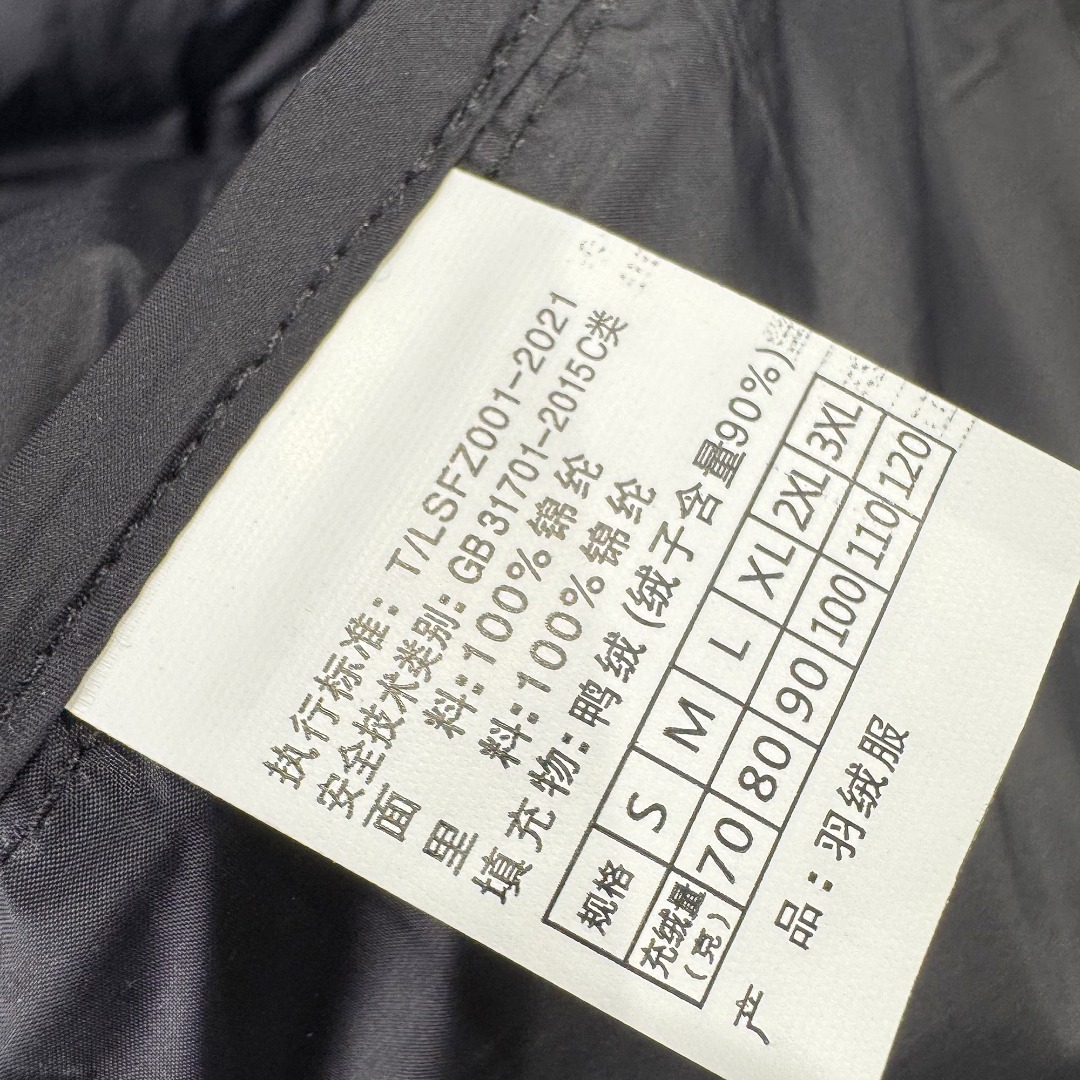 执行标准：T/LSFZ001-2021
安全技术类别：GB31701-2015C类
面 料：100%锦纶
里 料：100%锦纶
填充物：鸭绒(绒子含量90%)
规格 S M L XL 2XL 3XL
充绒量(克) 70 80 90 100 110 120
产 品：羽绒服